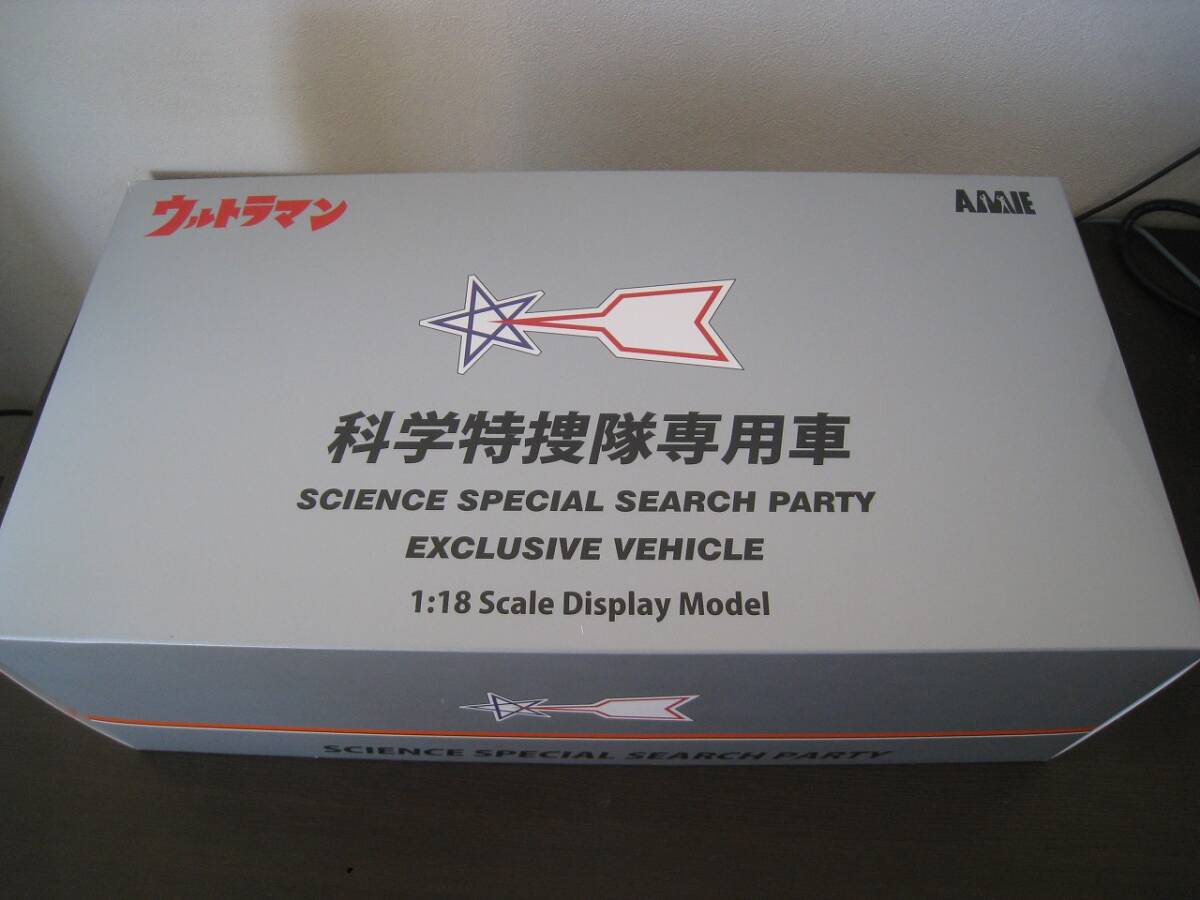 ウルトラマン
AMIE
科学特捜隊専用車
SCIENCE SPECIAL SEARCH PARTY
EXCLUSIVE VEHICLE
1:18 Scale Display Model
SCIENCE SPECIAL SEARCH PARTY